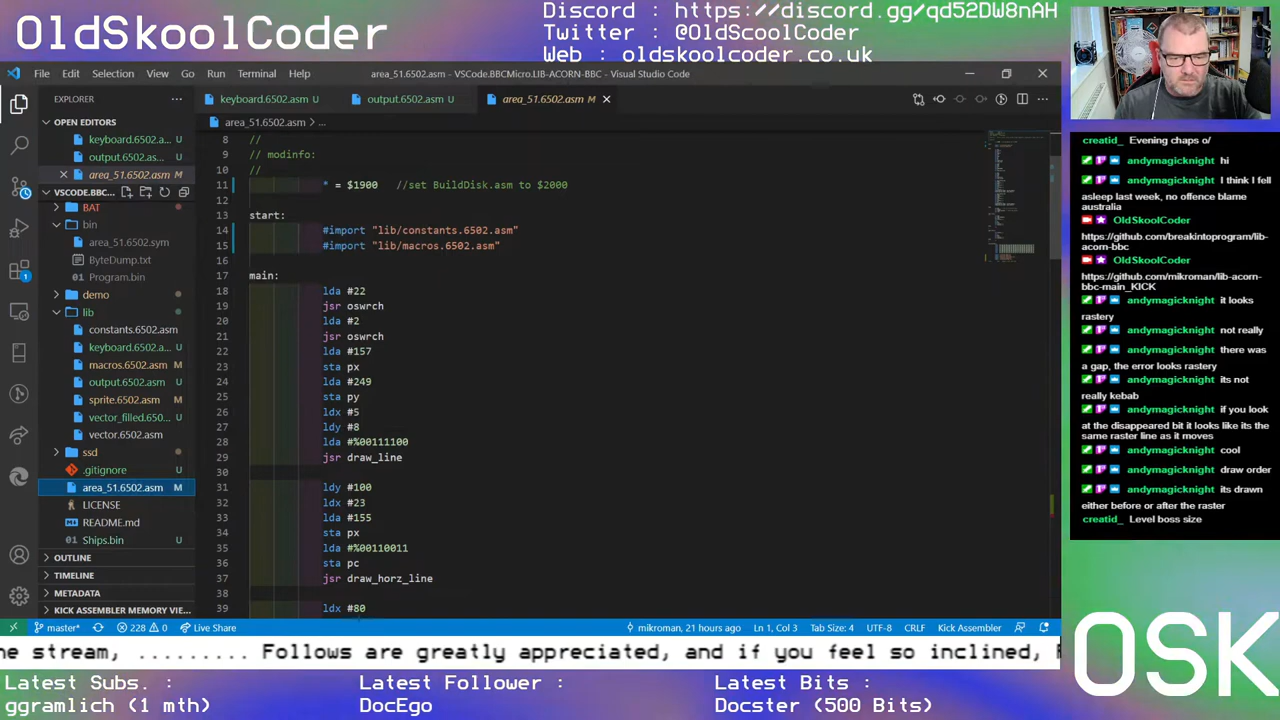 OldSkoolCoder
Discord : https://discord.gg/qd52DW8nAH
Twitter : @OldScoolCoder
Web : oldskoolcoder.co.uk
File Edit Selection View Go Run Terminal Help
area_51.6502.asm - VSCode.BBCMicro.LIB-ACORN-BBC - Visual Studio Code
EXPLORER
OPEN EDITORS
keyboard.6502.a... U
output.6502.as... U
area_51.6502.asm M
VSCODE.BBC...
BAT
bin
area_51.6502.sym
ByteDump.txt
Program.bin
demo
lib
constants.6502.asm
keyboard.6502.a... U
macros.6502.asm M
output.6502.asm U
sprite.6502.asm M
vector_filled.650... U
vector.6502.asm
ssd
.gitignore U
area_51.6502.asm M
LICENSE
README.md
Ships.bin U
OUTLINE
TIMELINE
METADATA
KICK ASSEMBLER MEMORY VIE...
keyboard.6502.asm U
output.6502.asm U
area_51.6502.asm M
area_51.6502.asm > ...
8 //
9 // modinfo:
10 //
11 * = $1900 //set BuildDisk.asm to $2000
12
13 start:
14 #import "lib/constants.6502.asm"
15 #import "lib/macros.6502.asm"
16
17 main:
18 lda #22
19 jsr oswrch
20 lda #2
21 jsr oswrch
22 lda #157
23 sta px
24 lda #249
25 sta py
26 ldx #5
27 ldy #8
28 lda #%00111100
29 jsr draw_line
30
31 ldy #100
32 ldx #23
33 lda #155
34 sta px
35 lda #%00110011
36 sta pc
37 jsr draw_horz_line
38
39 ldx #80
master* 228 0 Live Share
mikroman, 21 hours ago Ln 1, Col 3 Tab Size: 4 UTF-8 CRLF Kick Assembler
creatid_ Evening chaps o/
andymagicknight hi
andymagicknight I think I fell
asleep last week, no offence blame
australia
OldSkoolCoder
https://github.com/breakintoprogram/lib-
acorn-bbc
OldSkoolCoder
https://github.com/mikroman/lib-acorn-
bbc-main_KICK
andymagicknight it looks
rastery
andymagicknight not really
andymagicknight there was
a gap, the error looks rastery
andymagicknight its not
really kebab
andymagicknight if you look
at the disappeared bit it looks like its the
same raster line as it moves
andymagicknight cool
andymagicknight draw order
andymagicknight its drawn
either before or after the raster
creatid_ Level boss size
OSK
ne stream, ......... Follows are greatly appreciated, and if you feel so inclined,
Latest Subs. :
ggramlich (1 mth)
Latest Follower :
DocEgo
Latest Bits :
Docster (500 Bits)